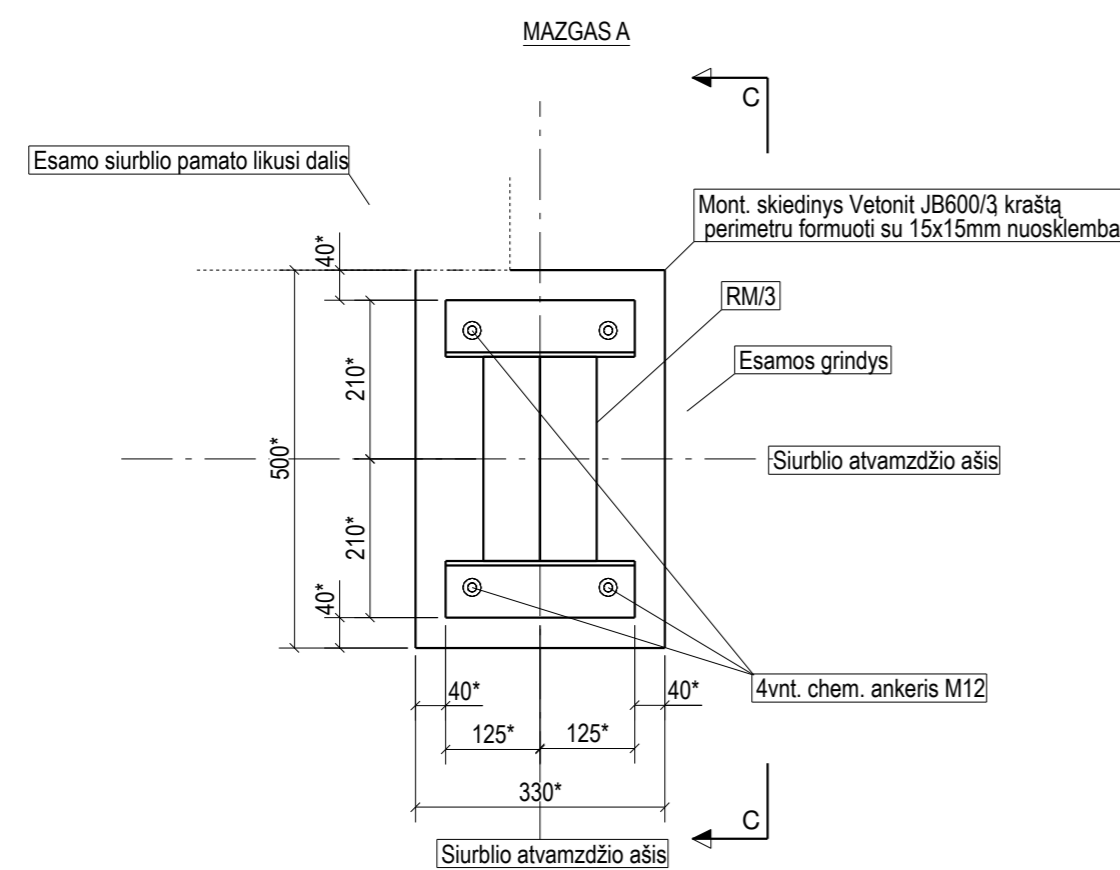 MAZGAS A
C
Esamo siurblio pamato likusi dalis
Mont. skiedinys Vetonit JB600/3, kraštą
perimetru formuoti su 15x15mm nuosklemba
40*
RM/3
Esamos grindys
210*
500*
Siurblio atvamzdžio ašis
210*
40*
4vnt. chem. ankeris M12
40*
40*
125*
125*
330*
C
Siurblio atvamzdžio ašis